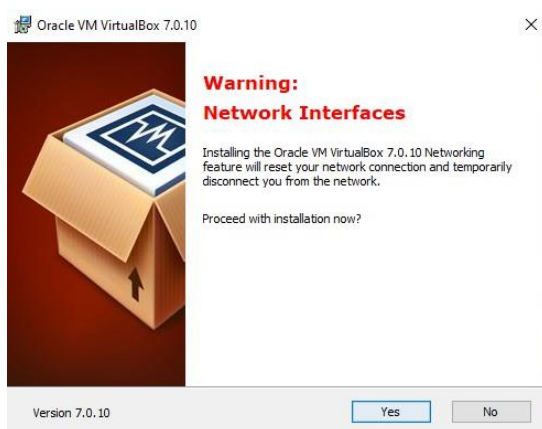 Oracle VM VirtualBox 7.0.10
Warning:
Network Interfaces
Installing the Oracle VM VirtualBox 7.0.10 Networking
feature will reset your network connection and temporarily
disconnect you from the network.
Proceed with installation now?
Version 7.0.10
Yes
No